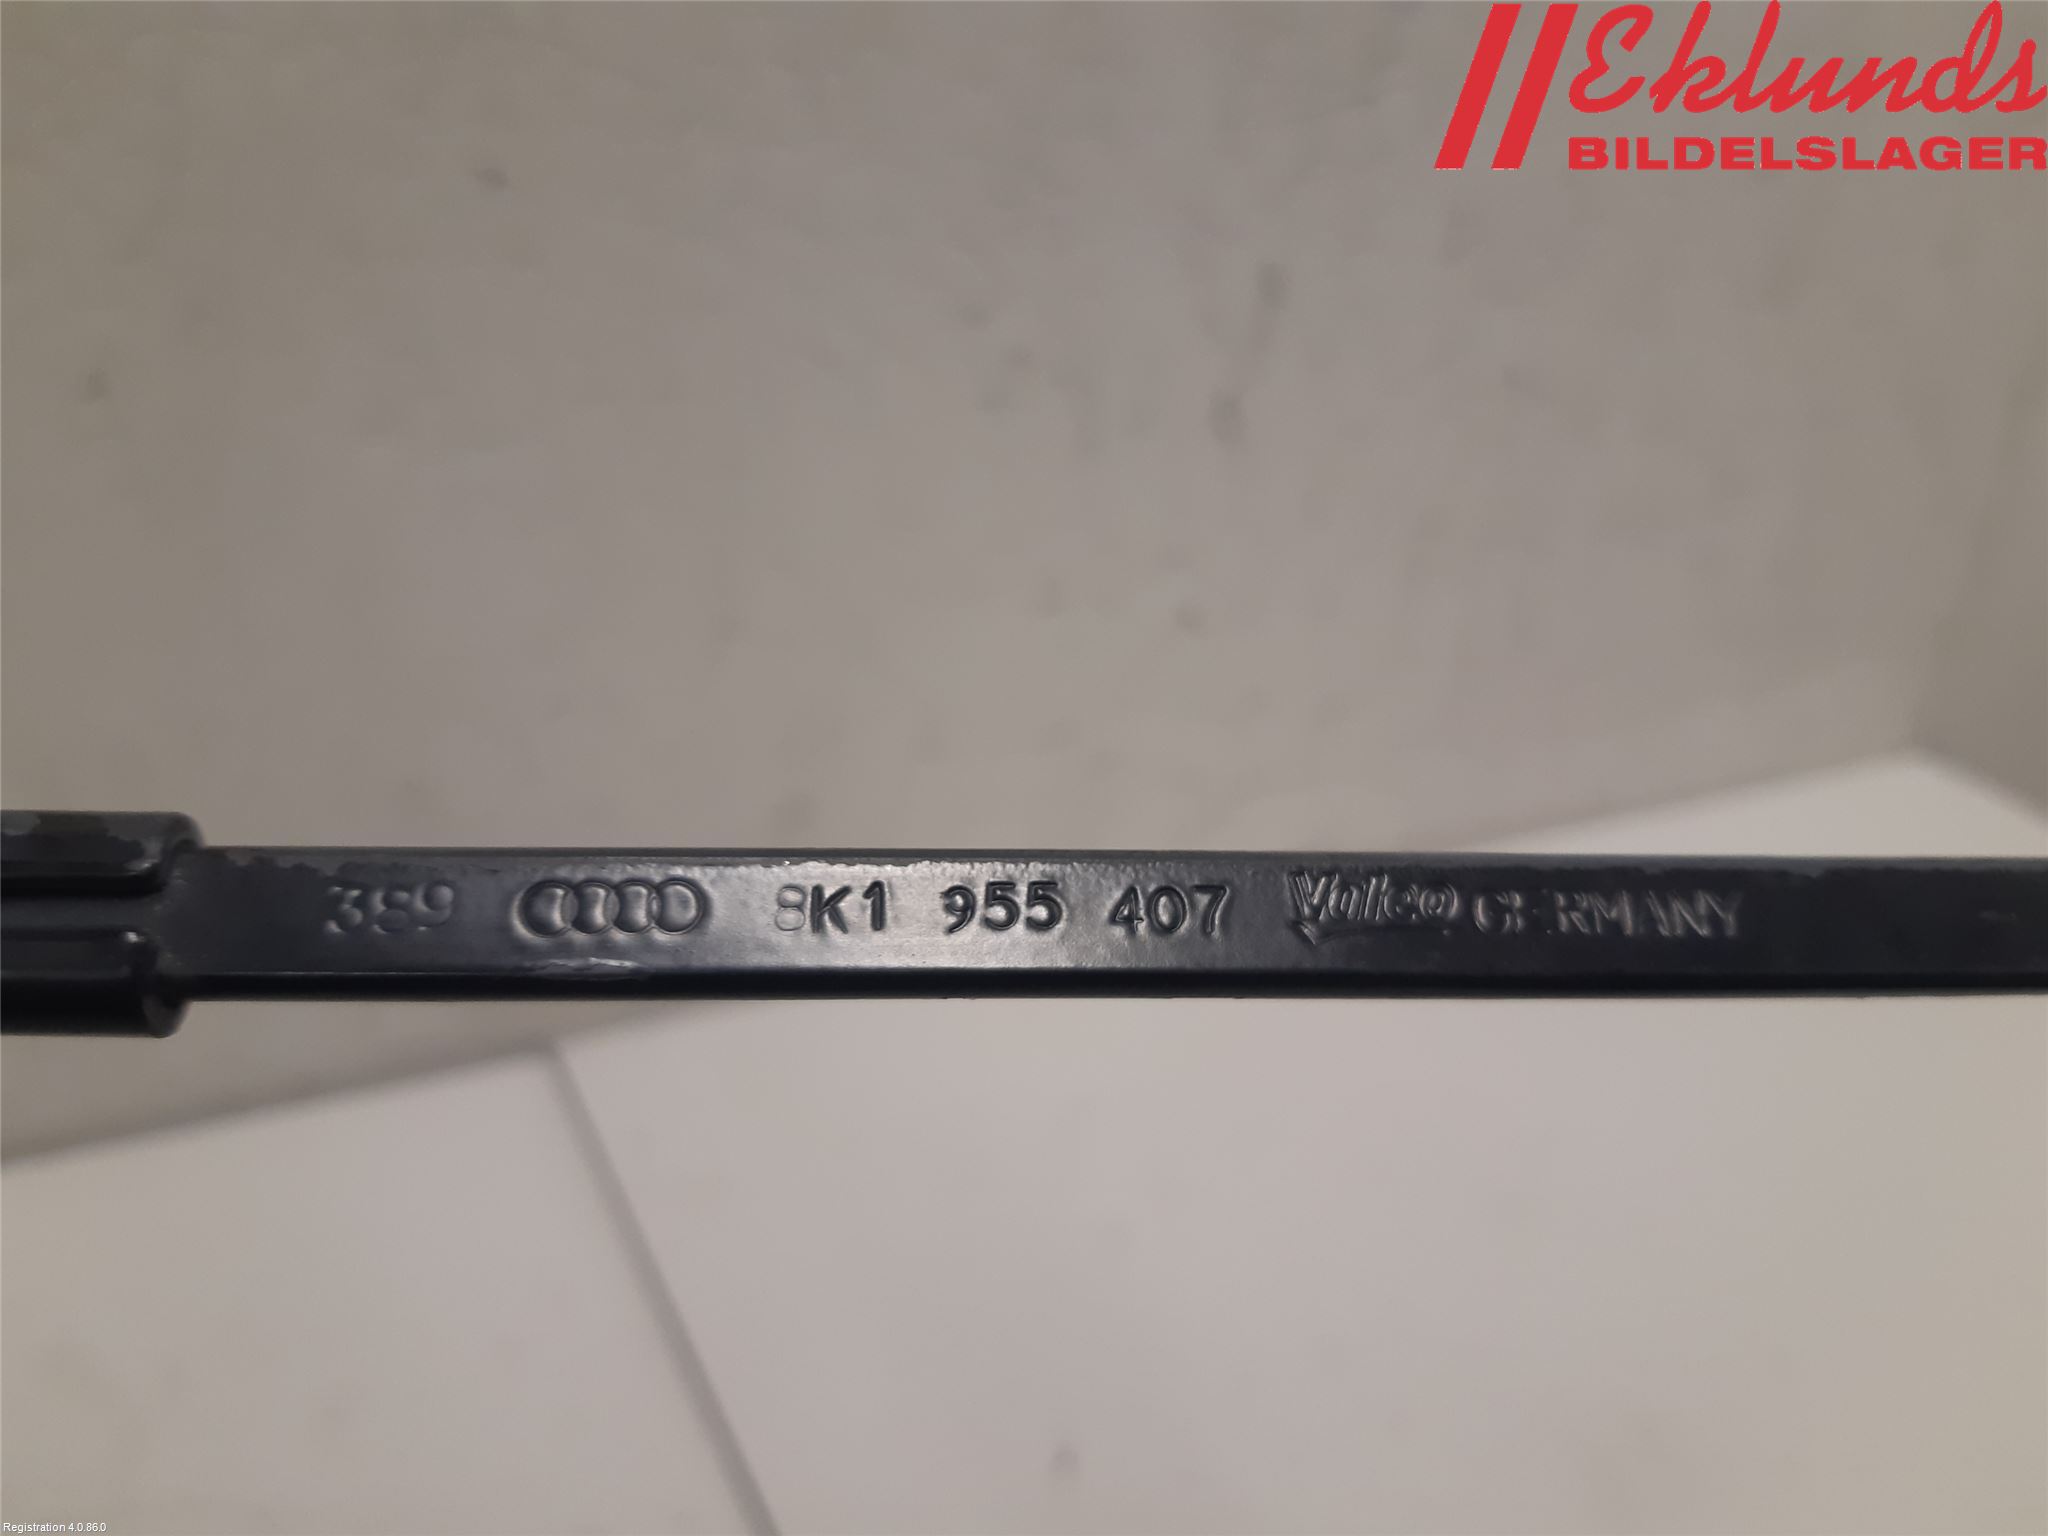 Eklunds
BILDELSLAGER
389 8K1 955 407 Valeo GERMANY
Registration 4.0.86.0